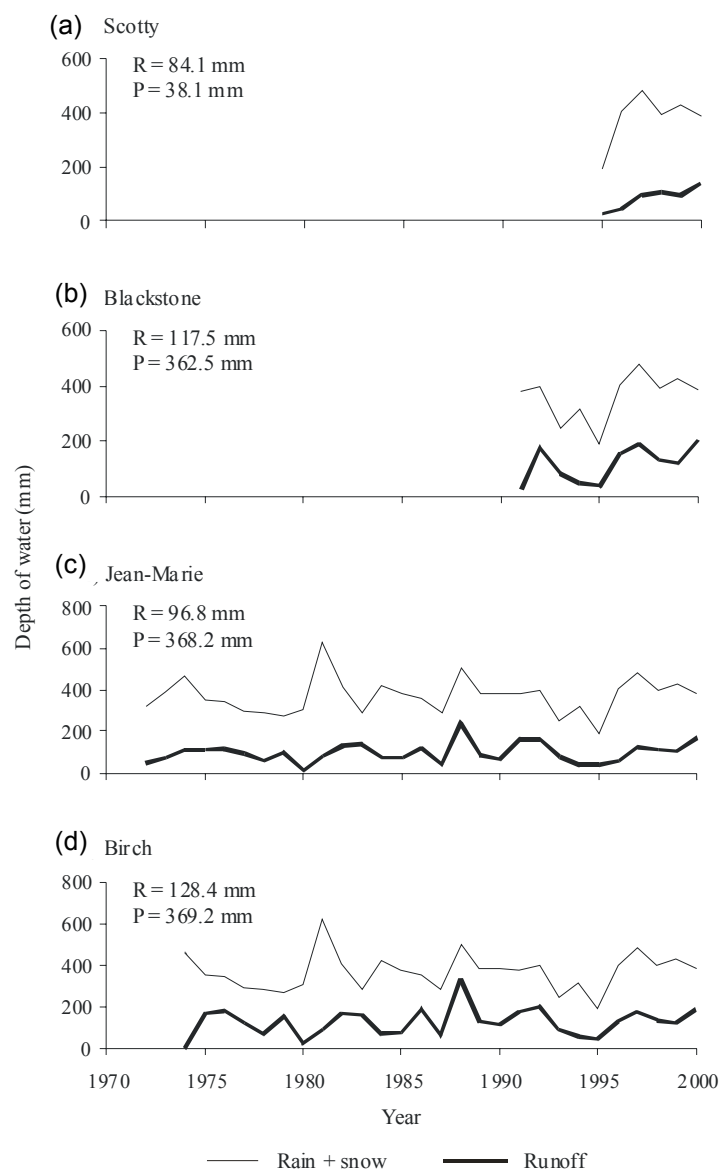 (a) Scotty
R = 84.1 mm
P = 38.1 mm
600
400
200
0
(b) Blackstone
R = 117.5 mm
P = 362.5 mm
600
400
200
0
Depth of water (mm)
(c) Jean-Marie
R = 96.8 mm
P = 368.2 mm
800
600
400
200
0
(d) Birch
R = 128.4 mm
P = 369.2 mm
800
600
400
200
0
1970 1975 1980 1985 1990 1995 2000
Year
Rain + snow Runoff